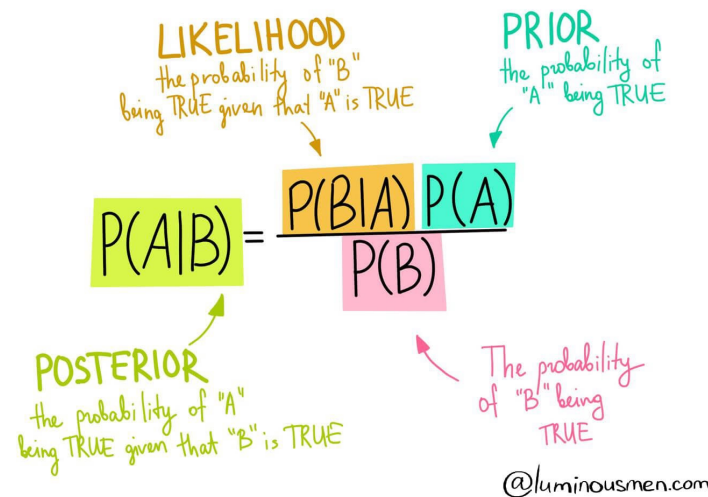 LIKELIHOOD
the probability of "B"
being TRUE given that "A" is TRUE
PRIOR
the probability of
"A" being TRUE
P(A|B) =
P(B|A) P(A)
P(B)
POSTERIOR
the probability of "A"
being TRUE given that "B" is TRUE
The probability
of "B" being
TRUE
@luminousmen.com